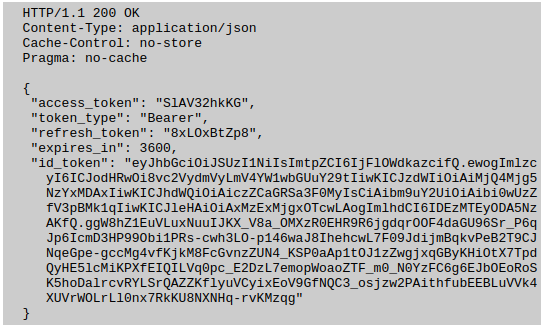 HTTP/1.1 200 OK
Content-Type: application/json
Cache-Control: no-store
Pragma: no-cache
{
"access_token": "SlAV32hkKG",
"token_type": "Bearer",
"refresh_token": "8xLOxBtZp8",
"expires_in": 3600,
"id_token": "eyJhbGciOiJSUzI1NiIsImtpZCI6IjFlOWdkazcifQ.ewogImlzc
yI6ICJodHRwOi8vc2VydmVyLmV4YW1wbGUuY29tIiwKICJzdWIiOiAiMjQ4Mjg5
NzYxMDAxIiwKICJhdWQiOiAiczZCaGRSa3F0MyIsCiAibm9uY2UiOiAibi0wUzZ
fV3pBMk1qIiwKICJleHAiOiAxMzExMjgxOTcwLAogImlhdCI6IDEzMTEyODA5Nz
AKfQ.ggW8hZ1EuVLuxNuuIJKX_V8a_OMXzR0EHR9R6jgdqrOOF4daGU96Sr_P6q
Jp6IcmD3HP99Obi1PRs-cwh3LO-p146waJ8IhehcwL7F09JdijmBqkvPeB2T9CJ
NqeGpe-gccMg4vfKjkM8FcGvnzZUN4_KSP0aAp1tOJ1zZwgjxqGByKHiOtX7Tpd
QyHE5lcMiKPXfEIQILVq0pc_E2DzL7emopWoaoZTF_m0_N0YzFC6g6EJbOEoRoS
K5hoDalrcvRYLSrQAZZKflyuVCyixEoV9GfNQC3_osjzw2PAithfubEEBLuVVk4
XUVrWOLrLl0nx7RkKU8NXNHq-rvKMzqg"
}